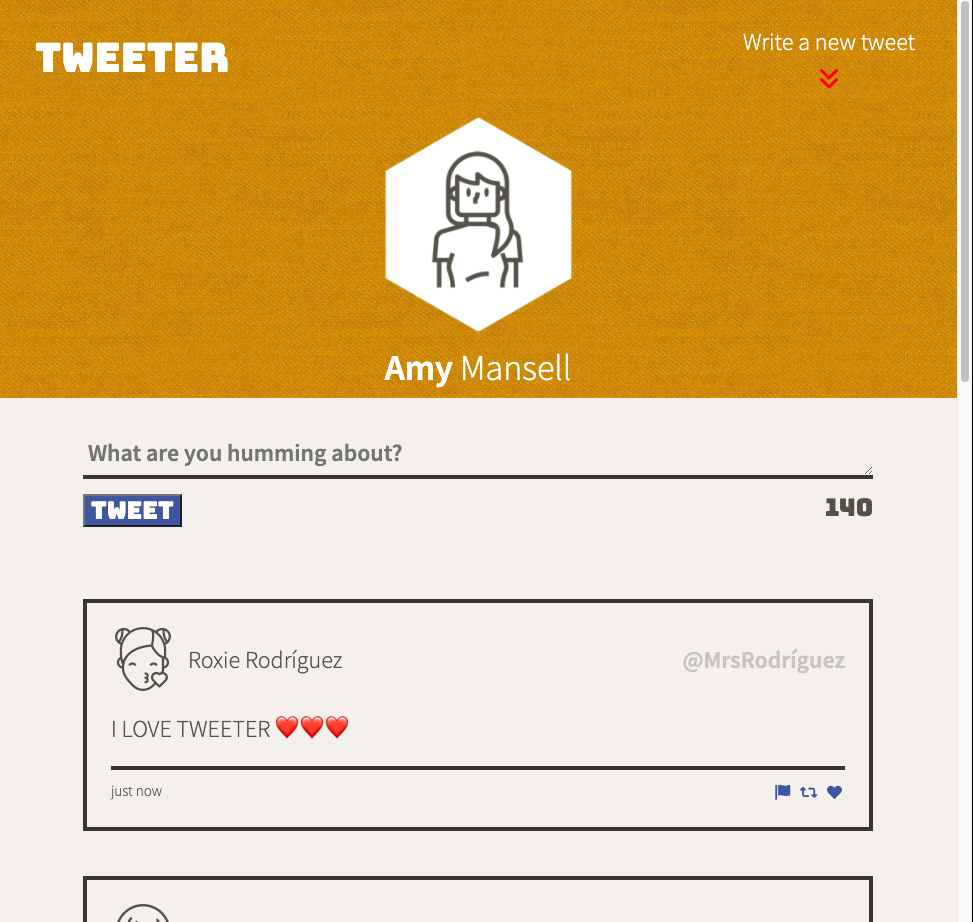 TWEETER
Write a new tweet
Amy Mansell
What are you humming about?
TWEET
140
Roxie Rodríguez
@MrsRodríguez
I LOVE TWEETER ❤️❤️❤️
just now